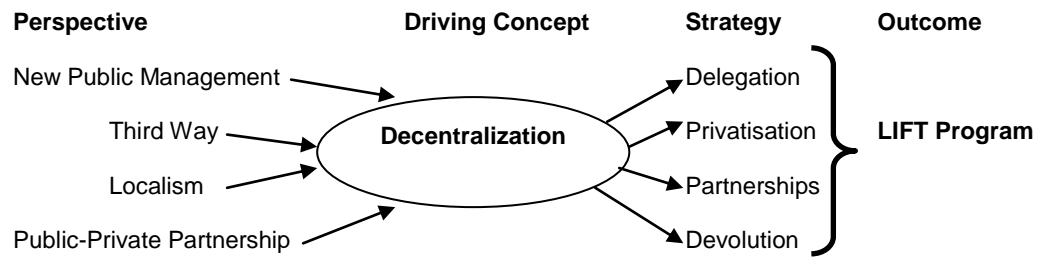 Perspective Driving Concept Strategy Outcome
New Public Management Delegation
Third Way Decentralization Privatisation LIFT Program
Localism Partnerships
Public-Private Partnership Devolution